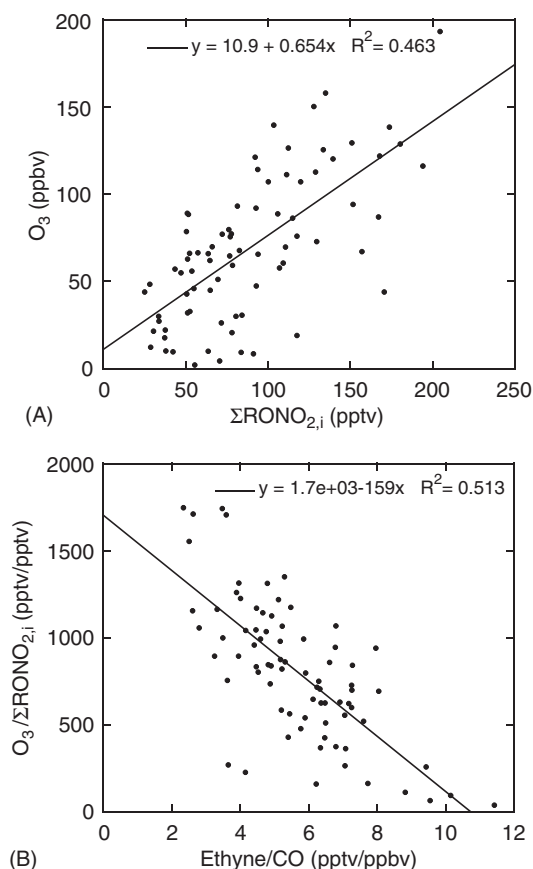 200
y = 10.9 + 0.654x R² = 0.463
150
100
50
0
O₃ (ppbv)
0 50 100 150 200 250
(A)
ΣRONO₂,ᵢ (pptv)
2000
y = 1.7e+03-159x R² = 0.513
1500
1000
500
0
O₃/ΣRONO₂,ᵢ (pptv/pptv)
0 2 4 6 8 10 12
(B)
Ethyne/CO (pptv/ppbv)